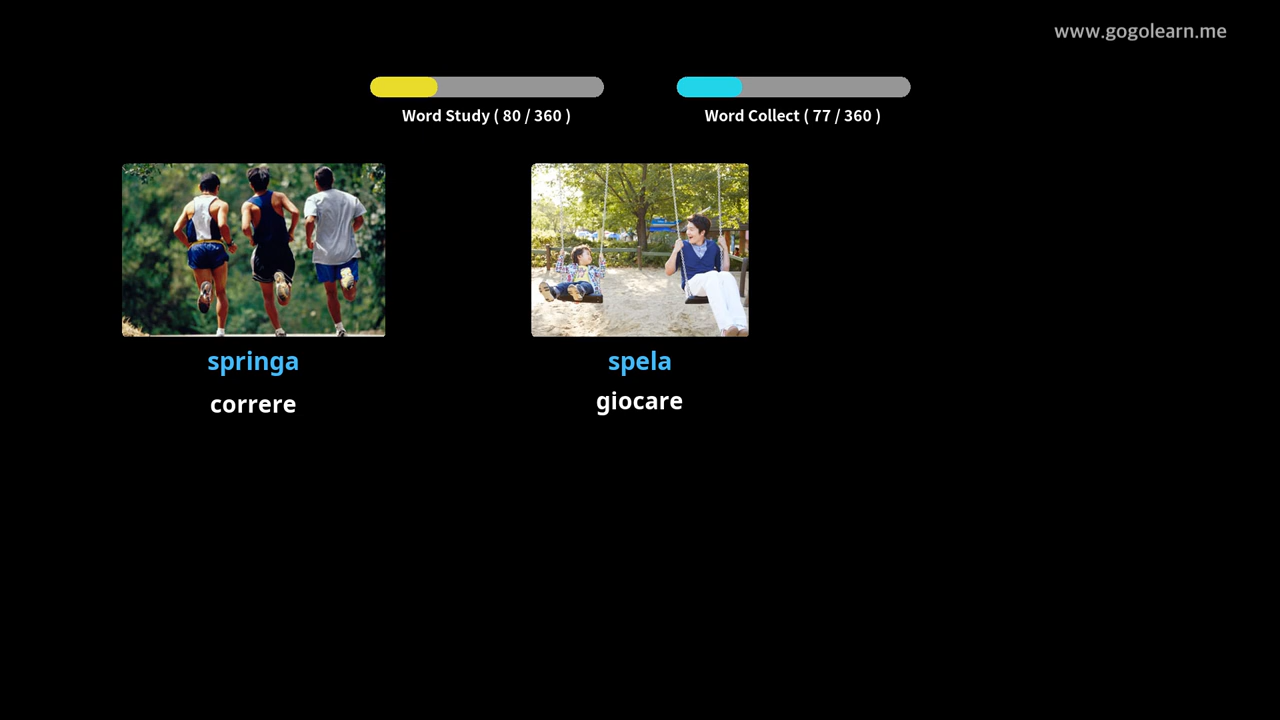 www.gogolearn.me
Word Study ( 80 / 360 )
Word Collect ( 77 / 360 )
springa
correre
spela
giocare